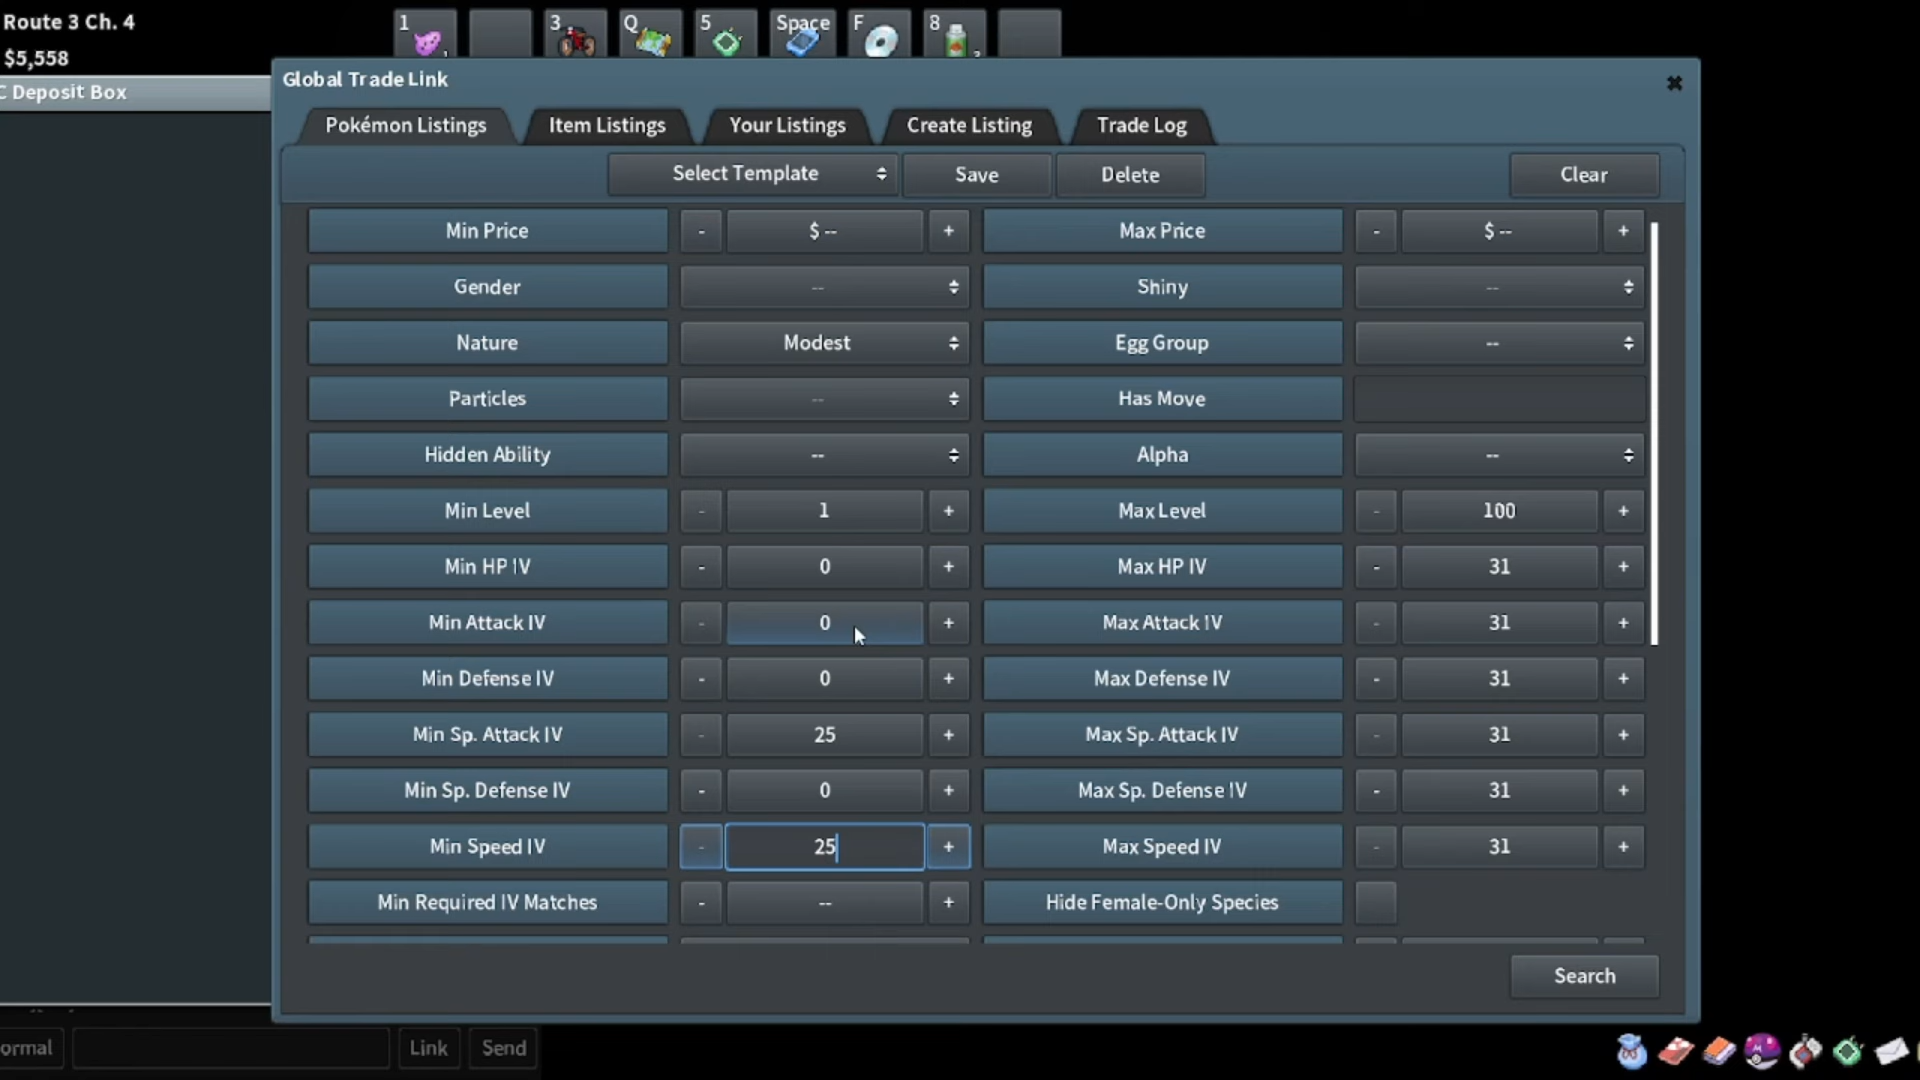 Route 3 Ch. 4
$5,558
1 3 Q 5 Space F 8
C Deposit Box
Global Trade Link
Pokémon Listings Item Listings Your Listings Create Listing Trade Log
Select Template Save Delete Clear
Min Price - $ -- + Max Price - $ -- +
Gender -- Shiny --
Nature Modest Egg Group --
Particles -- Has Move
Hidden Ability -- Alpha --
Min Level - 1 + Max Level - 100 +
Min HP IV - 0 + Max HP IV - 31 +
Min Attack IV - 0 + Max Attack IV - 31 +
Min Defense IV - 0 + Max Defense IV - 31 +
Min Sp. Attack IV - 25 + Max Sp. Attack IV - 31 +
Min Sp. Defense IV - 0 + Max Sp. Defense IV - 31 +
Min Speed IV - 25 + Max Speed IV - 31 +
Min Required IV Matches - -- + Hide Female-Only Species
Search
ormal Link Send